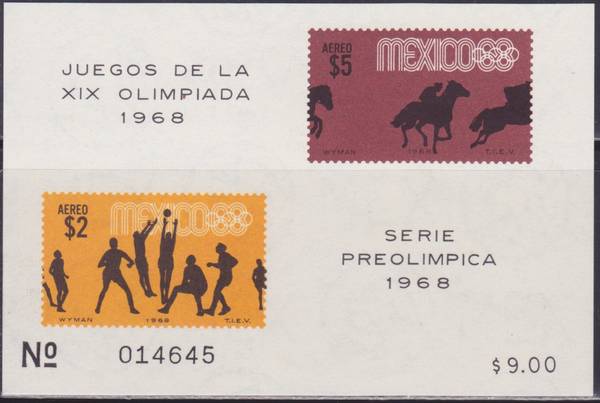 JUEGOS DE LA
XIX OLIMPIADA
1968
AEREO
$5
MEXICO68
WYMAN 1968 T.I.E.V.
AEREO
$2
MEXICO68
WYMAN 1968 T.I.E.V.
SERIE
PREOLIMPICA
1968
Nº 014645
$9.00